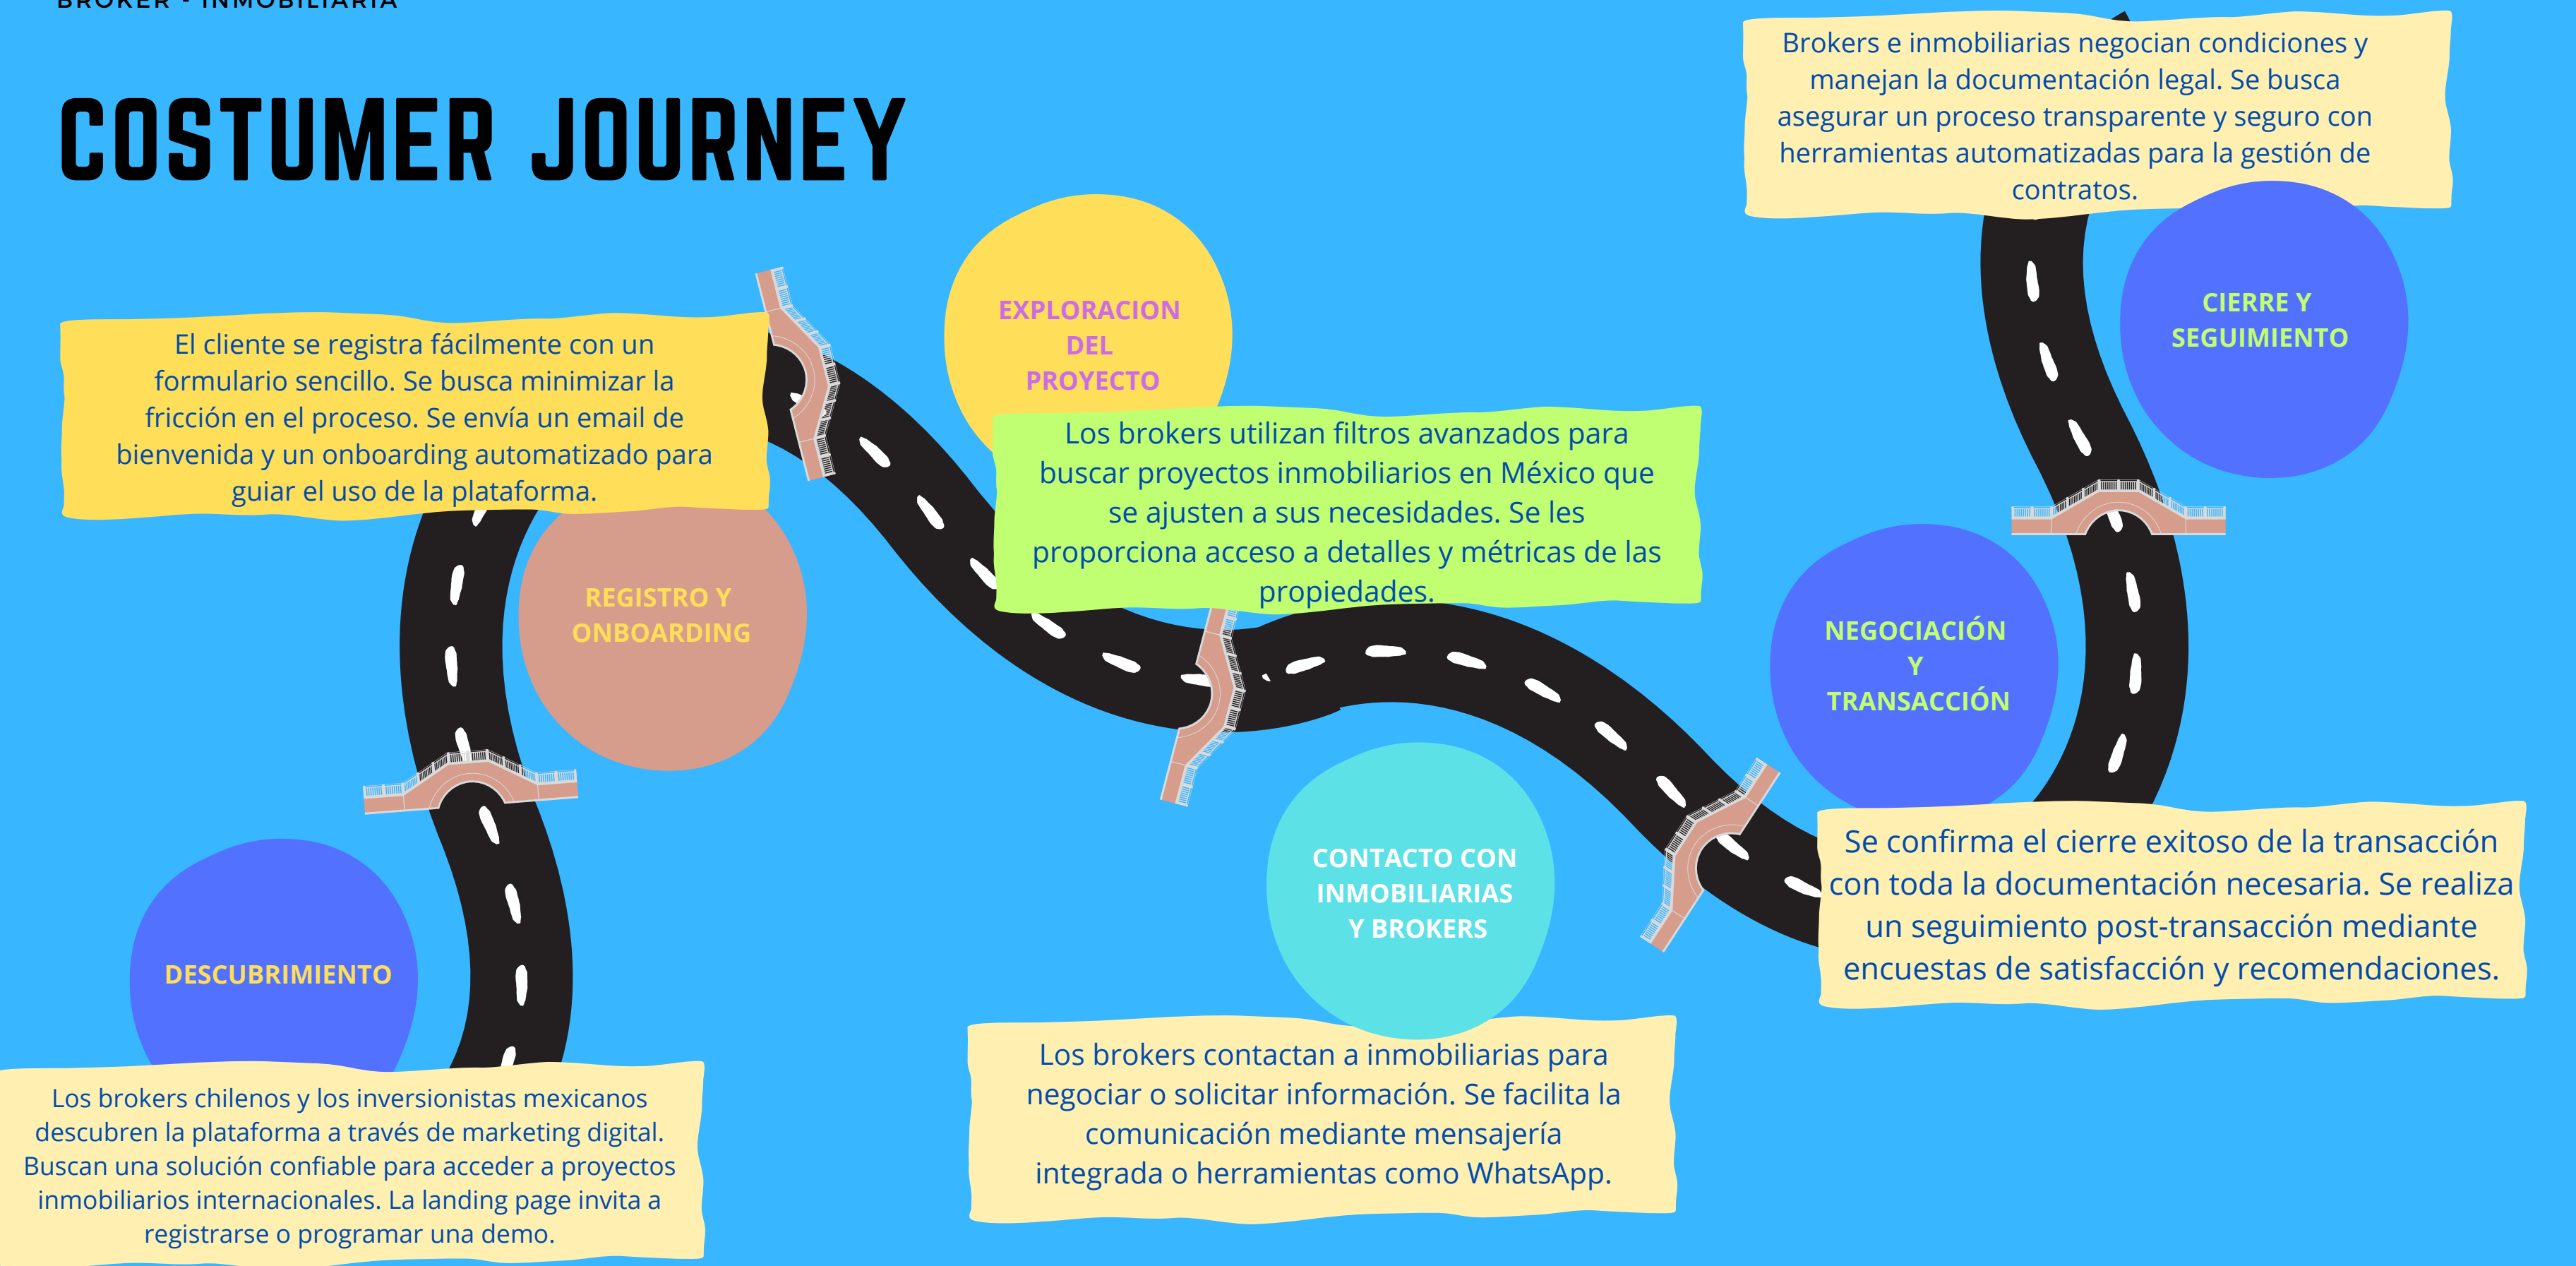 BROKER - INMOBILIARIA
COSTUMER JOURNEY
Brokers e inmobiliarias negocian condiciones y
manejan la documentación legal. Se busca
asegurar un proceso transparente y seguro con
herramientas automatizadas para la gestión de
contratos.
CIERRE Y
SEGUIMIENTO
EXPLORACION
DEL
PROYECTO
El cliente se registra fácilmente con un
formulario sencillo. Se busca minimizar la
fricción en el proceso. Se envía un email de
bienvenida y un onboarding automatizado para
guiar el uso de la plataforma.
Los brokers utilizan filtros avanzados para
buscar proyectos inmobiliarios en México que
se ajusten a sus necesidades. Se les
proporciona acceso a detalles y métricas de las
propiedades.
REGISTRO Y
ONBOARDING
NEGOCIACIÓN
Y
TRANSACCIÓN
CONTACTO CON
INMOBILIARIAS
Y BROKERS
Se confirma el cierre exitoso de la transacción
con toda la documentación necesaria. Se realiza
un seguimiento post-transacción mediante
encuestas de satisfacción y recomendaciones.
DESCUBRIMIENTO
Los brokers contactan a inmobiliarias para
negociar o solicitar información. Se facilita la
comunicación mediante mensajería
integrada o herramientas como WhatsApp.
Los brokers chilenos y los inversionistas mexicanos
descubren la plataforma a través de marketing digital.
Buscan una solución confiable para acceder a proyectos
inmobiliarios internacionales. La landing page invita a
registrarse o programar una demo.